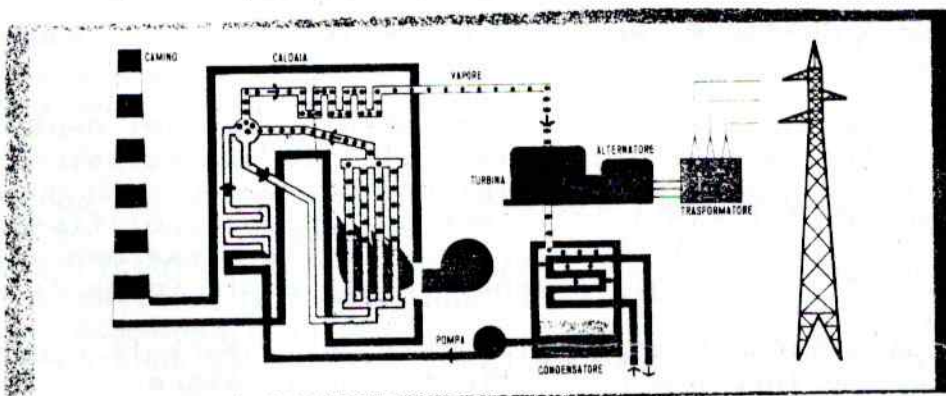 CAMINO
CALDAIA
VAPORE
TURBINA
ALTERNATORE
TRASFORMATORE
POMPA
CONDENSATORE